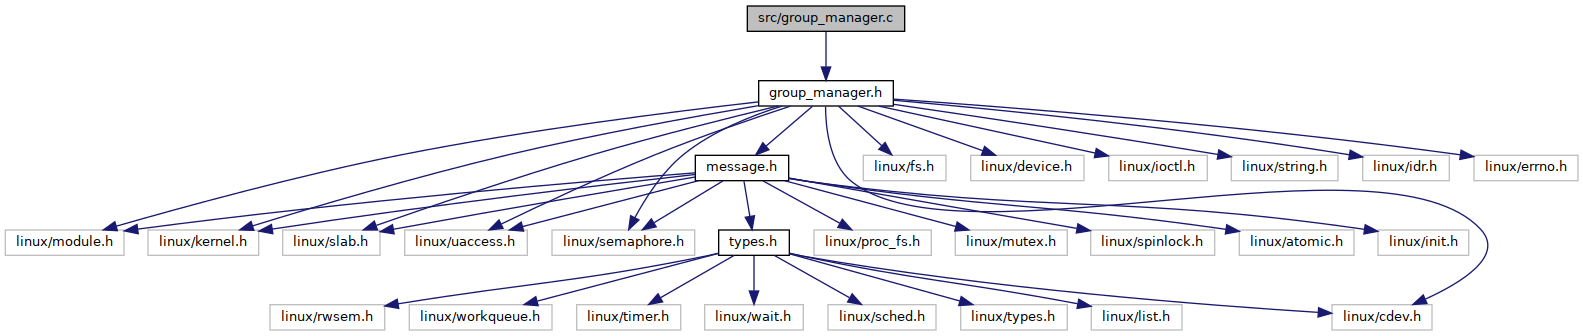 src/group_manager.c
group_manager.h
message.h
linux/fs.h
linux/device.h
linux/ioctl.h
linux/string.h
linux/idr.h
linux/errno.h
linux/module.h
linux/kernel.h
linux/slab.h
linux/uaccess.h
linux/semaphore.h
types.h
linux/proc_fs.h
linux/mutex.h
linux/spinlock.h
linux/atomic.h
linux/init.h
linux/rwsem.h
linux/workqueue.h
linux/timer.h
linux/wait.h
linux/sched.h
linux/types.h
linux/list.h
linux/cdev.h